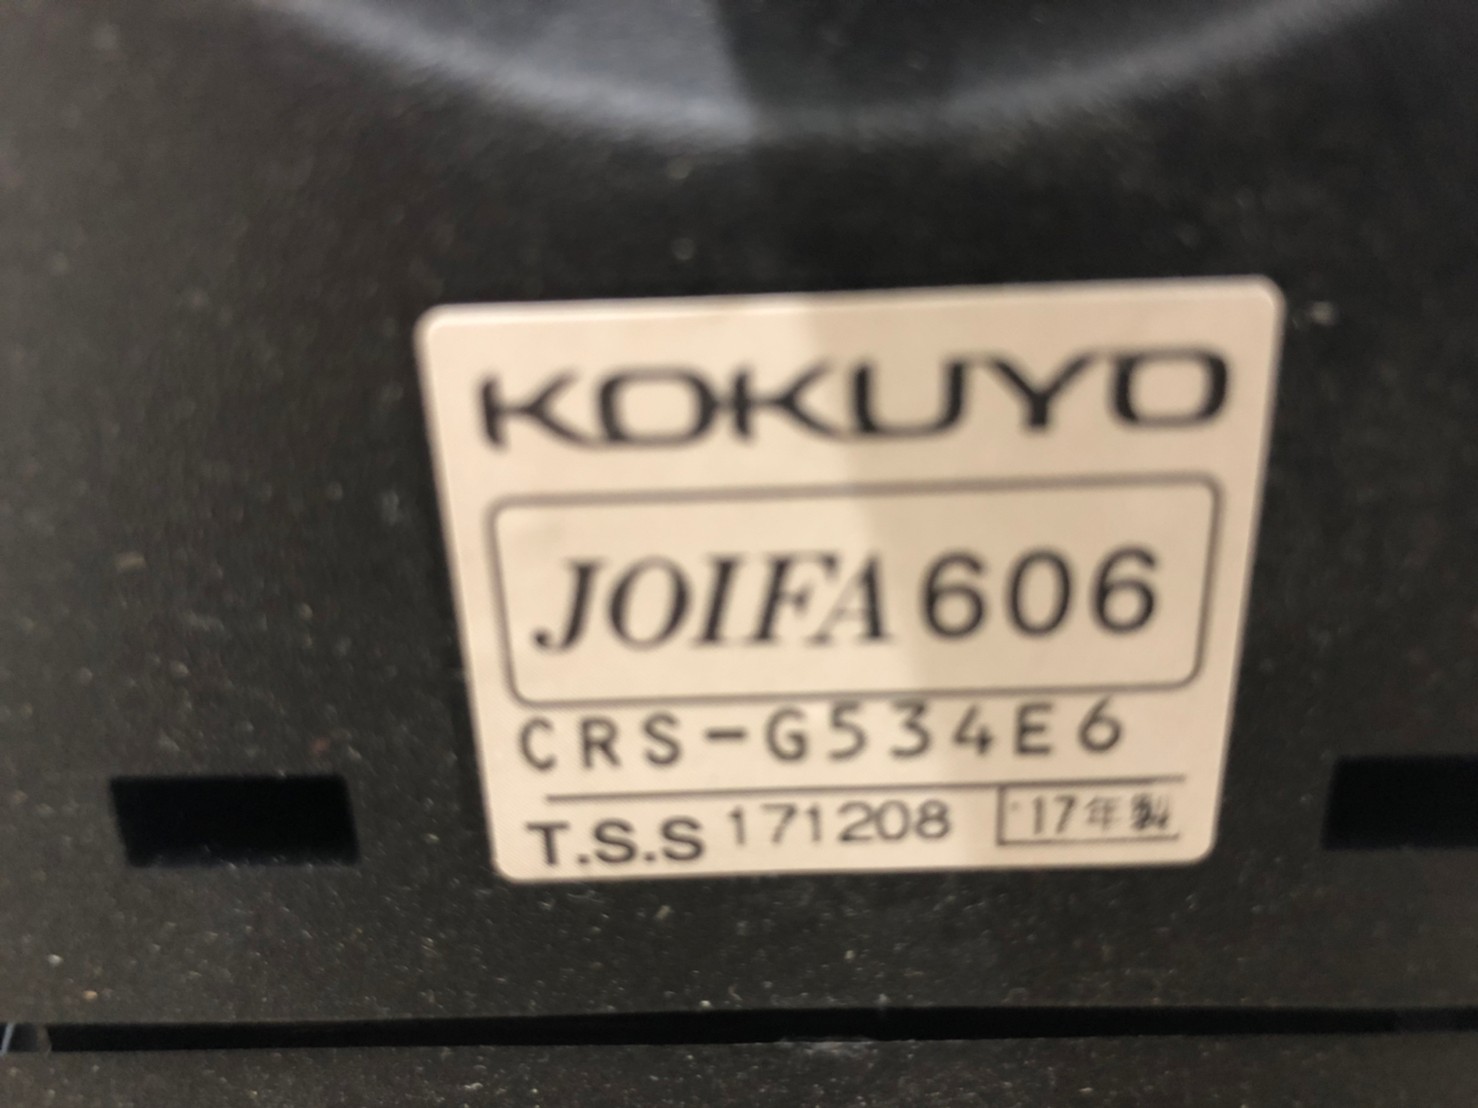 KOKUYO
JOIFA 606
CRS-G534E6
T.S.S 171208 '17年製